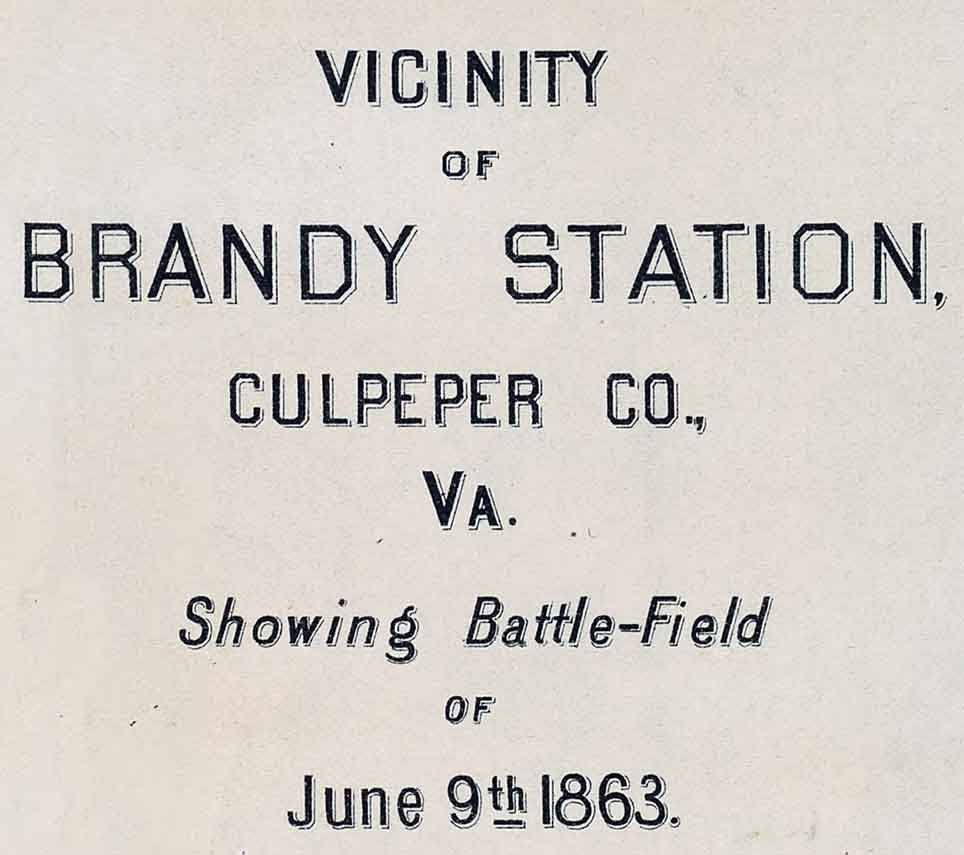 VICINITY
OF
BRANDY STATION,
CULPEPER CO.,
VA.
Showing Battle-Field
OF
June 9th 1863.